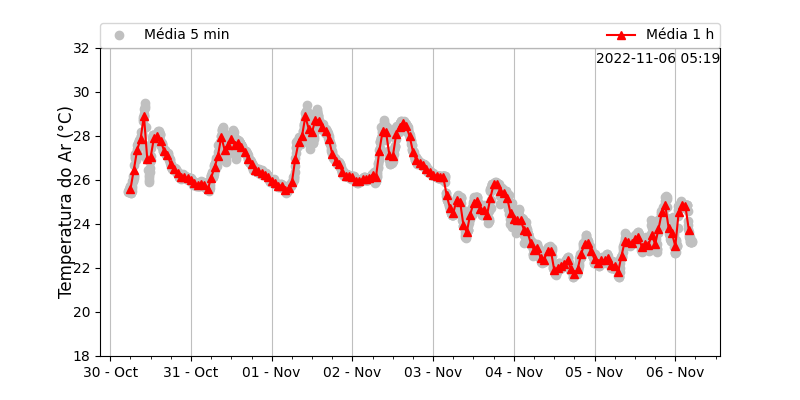 Média 5 min
Média 1 h
2022-11-06 05:19
Temperatura do Ar (°C)
32
30
28
26
24
22
20
18
30 - Oct
31 - Oct
01 - Nov
02 - Nov
03 - Nov
04 - Nov
05 - Nov
06 - Nov